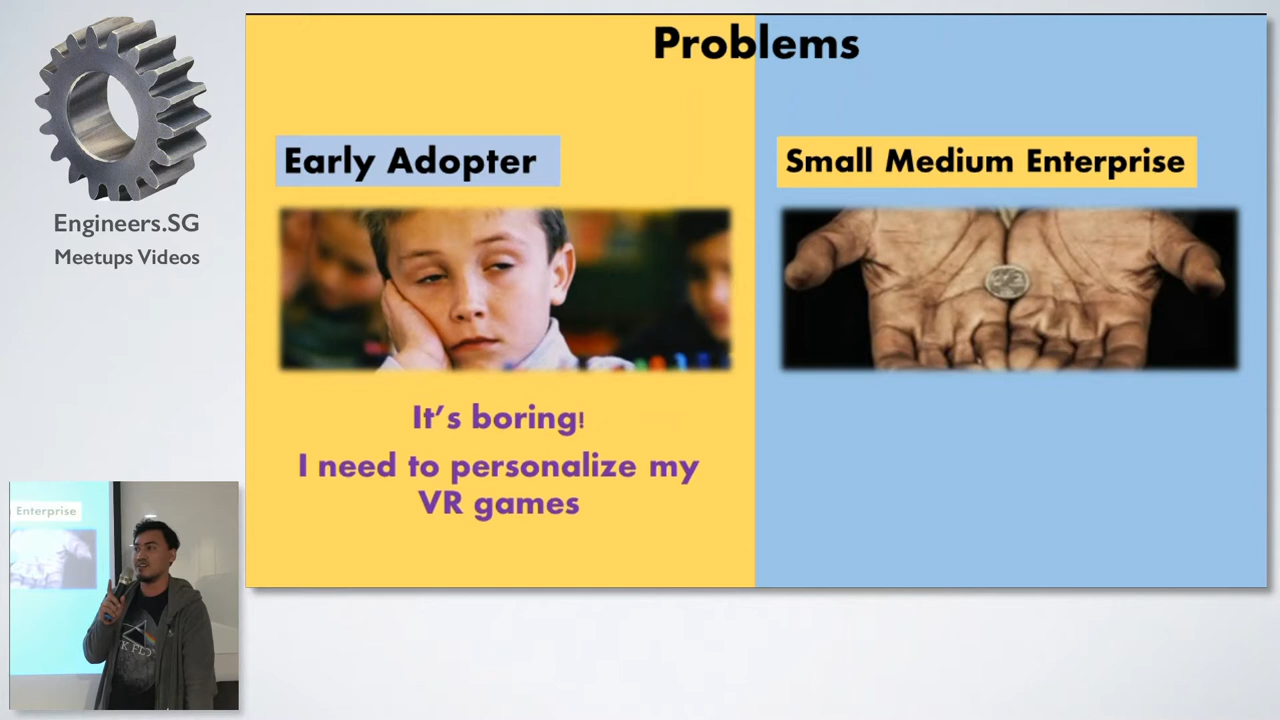 Problems
Early Adopter
Small Medium Enterprise
It's boring!
I need to personalize my
VR games
Engineers.SG
Meetups Videos
Enterprise